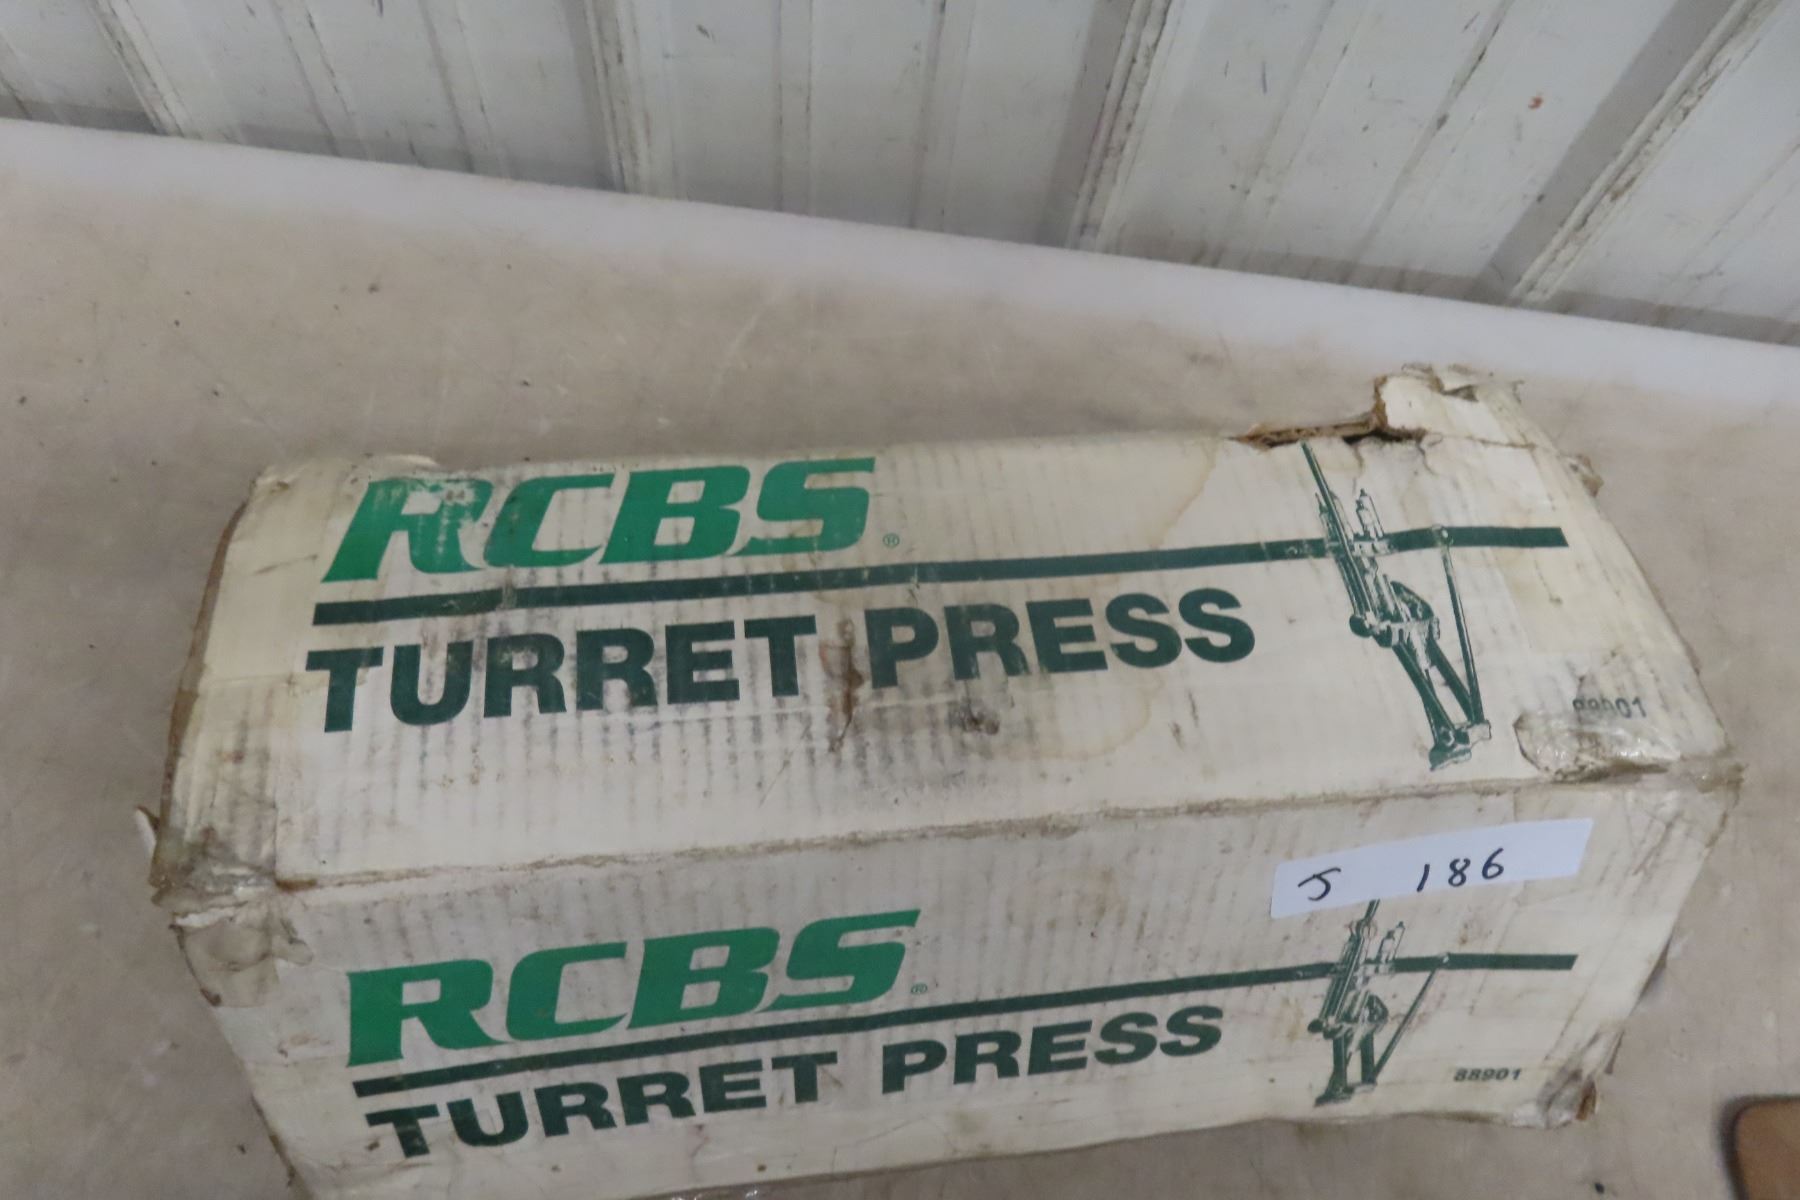 RCBS®
TURRET PRESS
88901
J 186
RCBS®
TURRET PRESS
88901